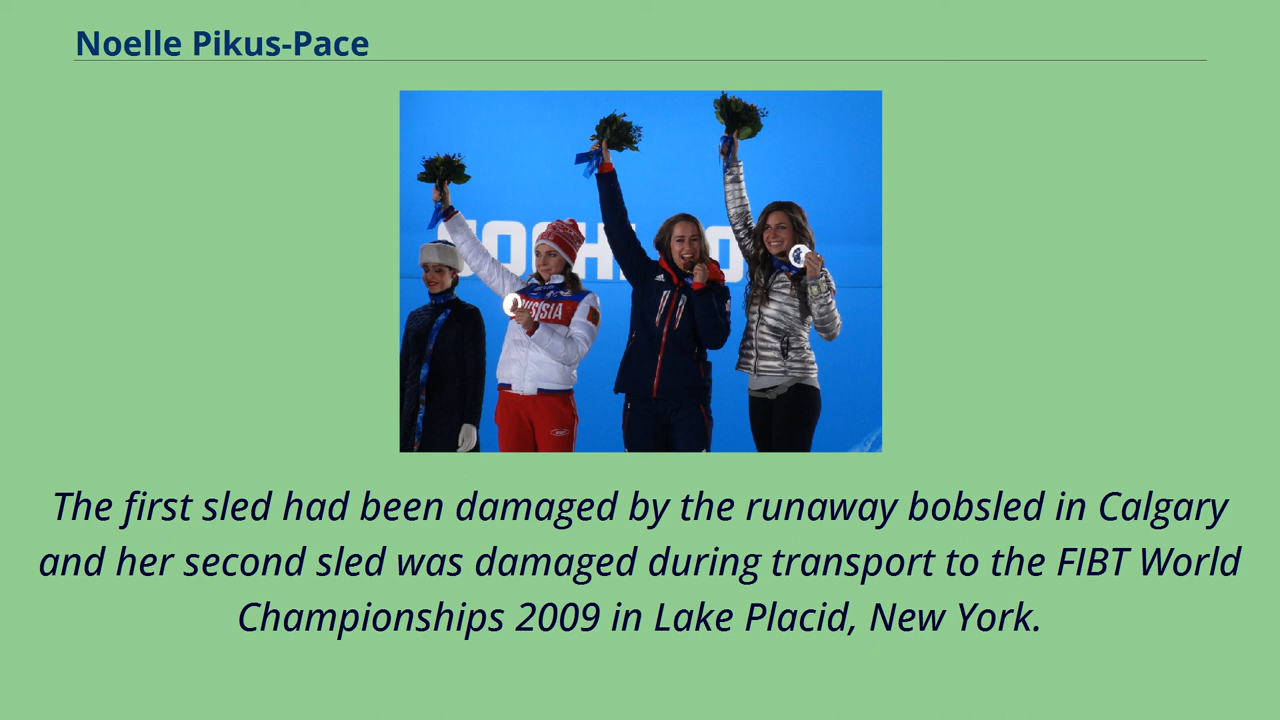 Noelle Pikus-Pace
SOCHI
The first sled had been damaged by the runaway bobsled in Calgary
and her second sled was damaged during transport to the FIBT World
Championships 2009 in Lake Placid, New York.